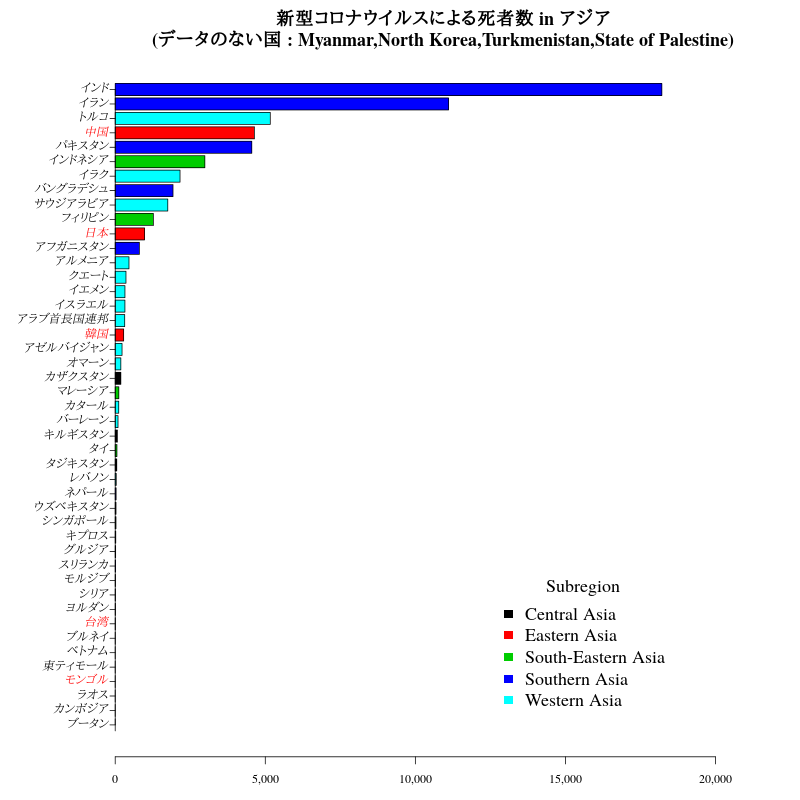 新型コロナウイルスによる死者数 in アジア
(データのない国 : Myanmar,North Korea,Turkmenistan,State of Palestine)
インド
イラン
トルコ
中国
パキスタン
インドネシア
イラク
バングラデシュ
サウジアラビア
フィリピン
日本
アフガニスタン
アルメニア
クエート
イエメン
イスラエル
アラブ首長国連邦
韓国
アゼルバイジャン
オマーン
カザクスタン
マレーシア
カタール
バーレーン
キルギスタン
タイ
タジキスタン
レバノン
ネパール
ウズベキスタン
シンガポール
キプロス
グルジア
スリランカ
モルジブ
シリア
ヨルダン
台湾
ブルネイ
ベトナム
東ティモール
モンゴル
ラオス
カンボジア
ブータン
Subregion
Central Asia
Eastern Asia
South-Eastern Asia
Southern Asia
Western Asia
0 5,000 10,000 15,000 20,000